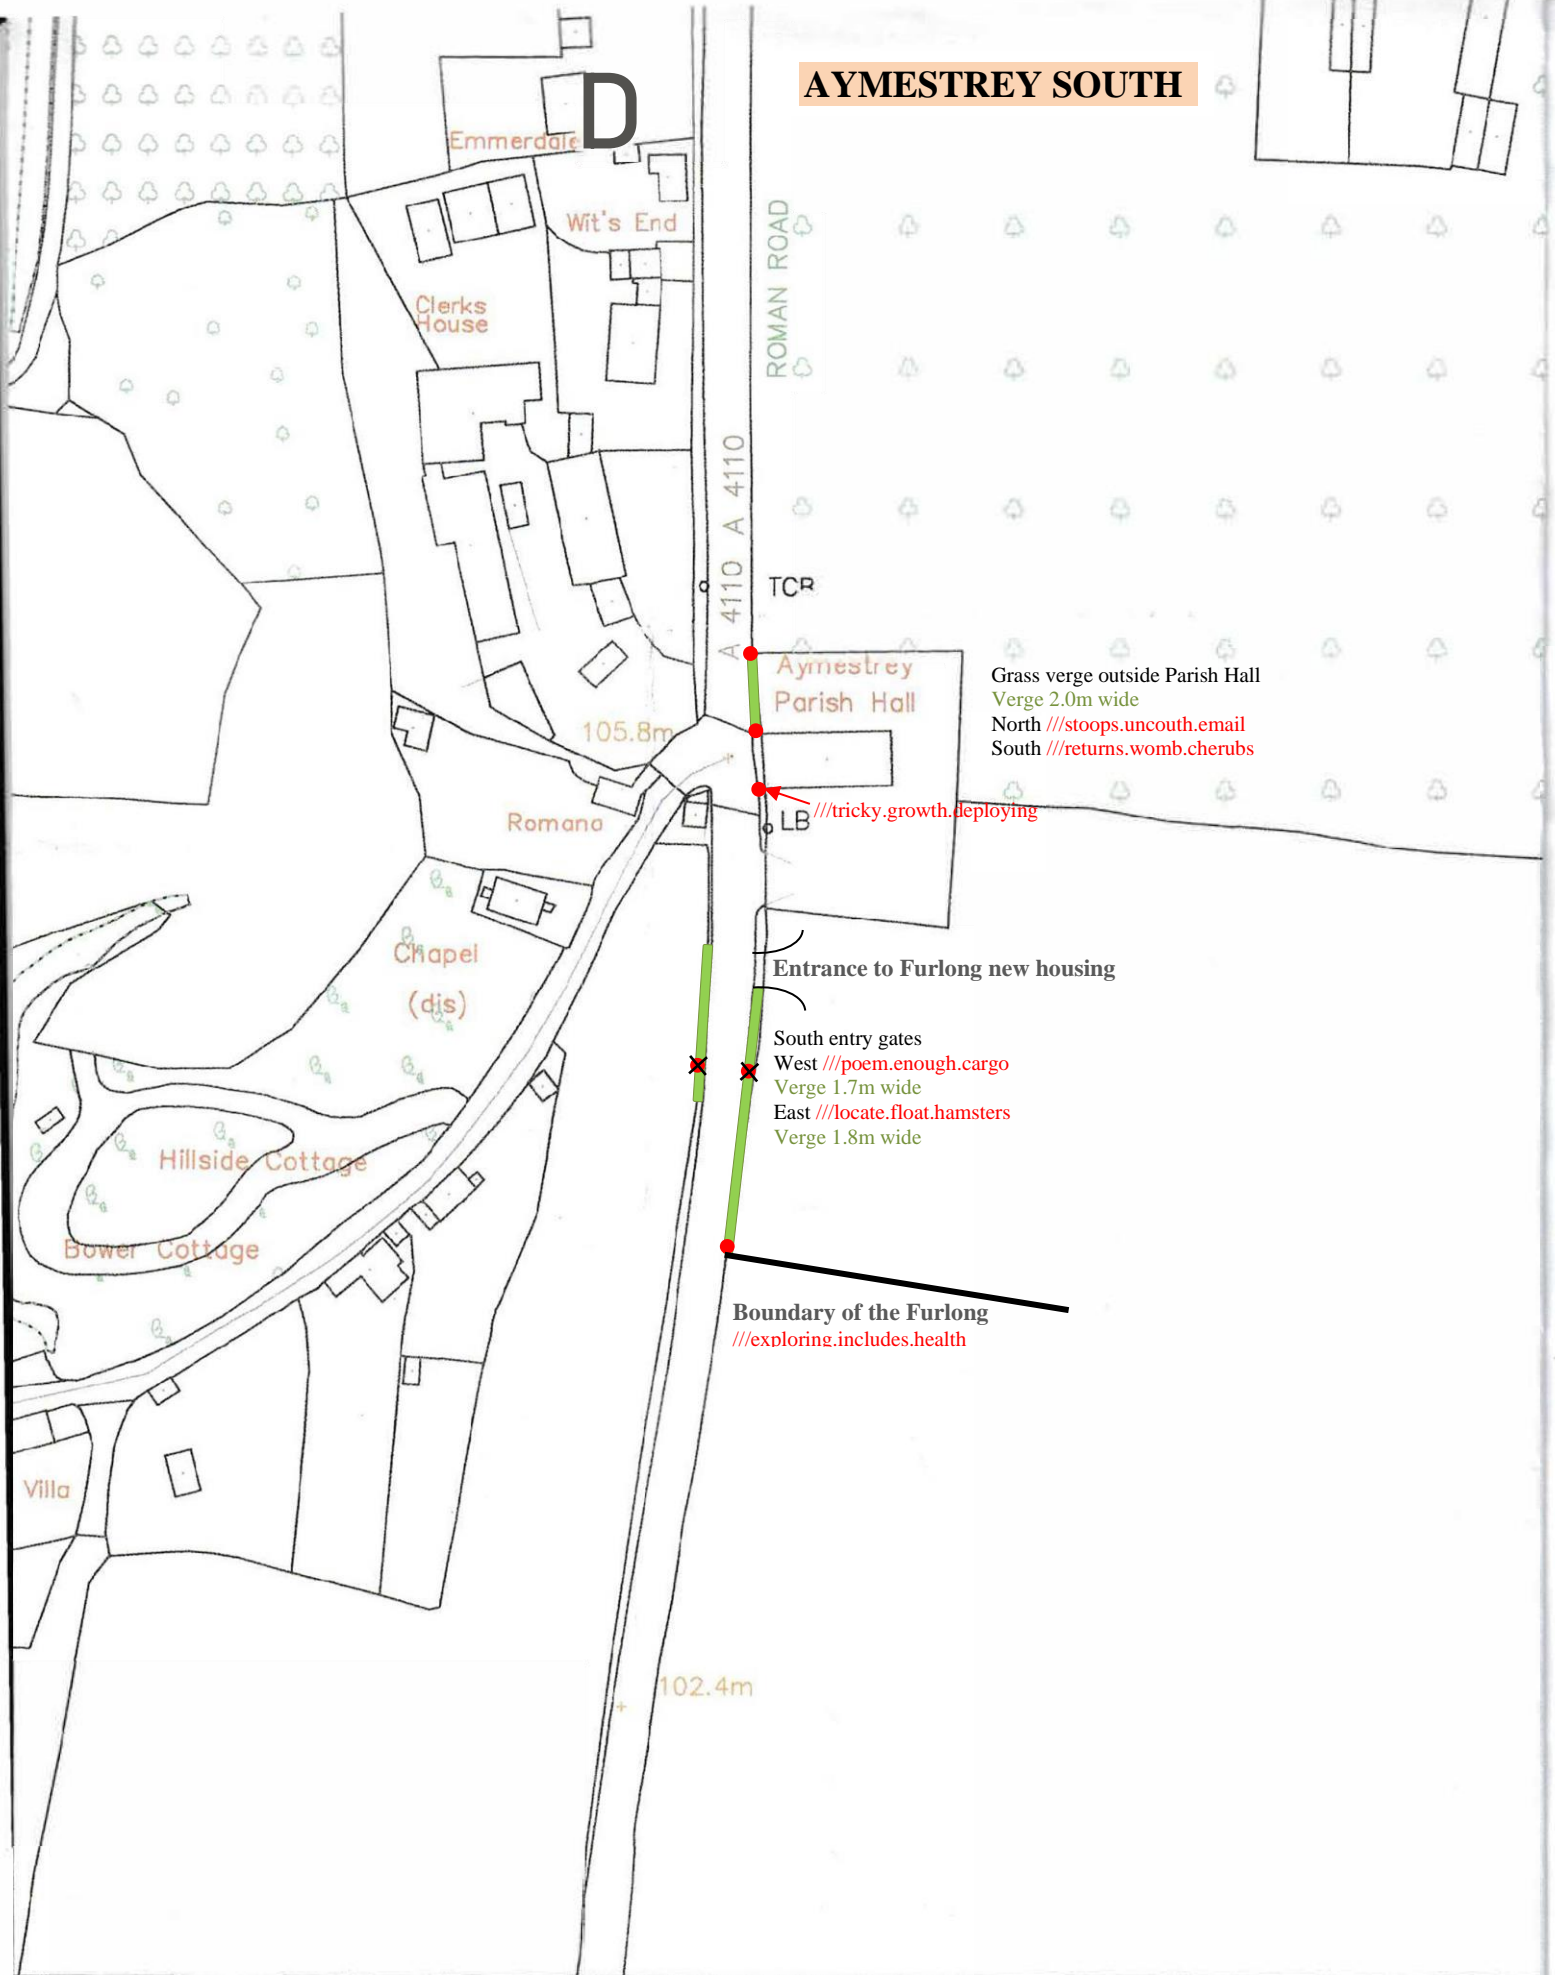 AYMESTREY SOUTH
D
Emmerdale
Wit's End
ROMAN ROAD
Clerks
House
A 4110 A 4110
TCB
Aymestrey
Parish Hall
105.8m
Grass verge outside Parish Hall
Verge 2.0m wide
North ///stoops.uncouth.email
South ///returns.womb.cherubs
///tricky.growth.deploying
LB
Romana
Chapel
(dis)
Entrance to Furlong new housing
South entry gates
West ///poem.enough.cargo
Verge 1.7m wide
East ///locate.float.hamsters
Verge 1.8m wide
Hillside Cottage
Bower Cottage
Boundary of the Furlong
///exploring.includes.health
Villa
102.4m